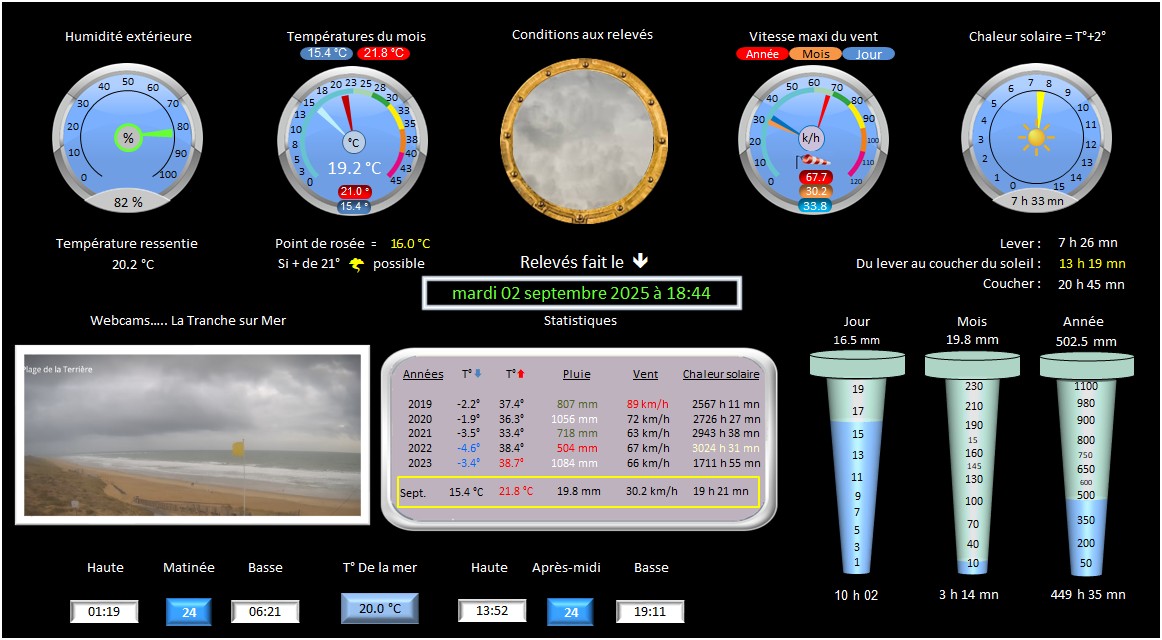 Humidité extérieure
Températures du mois
Conditions aux relevés
Vitesse maxi du vent
Chaleur solaire = T°+2°
15.4 °C 21.8 °C
Année Mois Jour
0 10 20 30 40 50 60 70 80 90 100
%
82 %
0 3 5 8 10 13 15 18 20 23 25 28 30 33 35 38 40 43 45
°C
19.2 °C
21.0 °
15.4 °
0 10 20 30 40 50 60 70 80 90 100 110 120
k/h
67.7
30.2
33.8
0 1 2 3 4 5 6 7 8 9 10 11 12 13 14 15
7 h 33 mn
Température ressentie
20.2 °C
Point de rosée = 16.0 °C
Si + de 21° possible
Relevés fait le
mardi 02 septembre 2025 à 18:44
Lever : 7 h 26 mn
Du lever au coucher du soleil : 13 h 19 mn
Coucher : 20 h 45 mn
Webcams..... La Tranche sur Mer
Plage de la Terrière
Statistiques
Années T° T° Pluie Vent Chaleur solaire
2019 -2.2° 37.4° 807 mm 89 km/h 2567 h 11 mn
2020 -1.9° 36.3° 1056 mm 72 km/h 2726 h 27 mn
2021 -3.5° 33.4° 718 mm 63 km/h 2943 h 38 mn
2022 -4.6° 38.4° 504 mm 67 km/h 3024 h 31 mn
2023 -3.4° 38.7° 1084 mm 66 km/h 1711 h 55 mn
Sept. 15.4 °C 21.8 °C 19.8 mm 30.2 km/h 19 h 21 mn
Jour
16.5 mm
19
17
15
13
11
9
7
5
3
1
10 h 02
Mois
19.8 mm
230
210
190
15
160
145
130
100
70
40
10
3 h 14 mn
Année
502.5 mm
1100
980
900
800
750
650
600
500
350
200
50
449 h 35 mn
Haute Matinée Basse T° De la mer Haute Après-midi Basse
01:19 24 06:21 20.0 °C 13:52 24 19:11